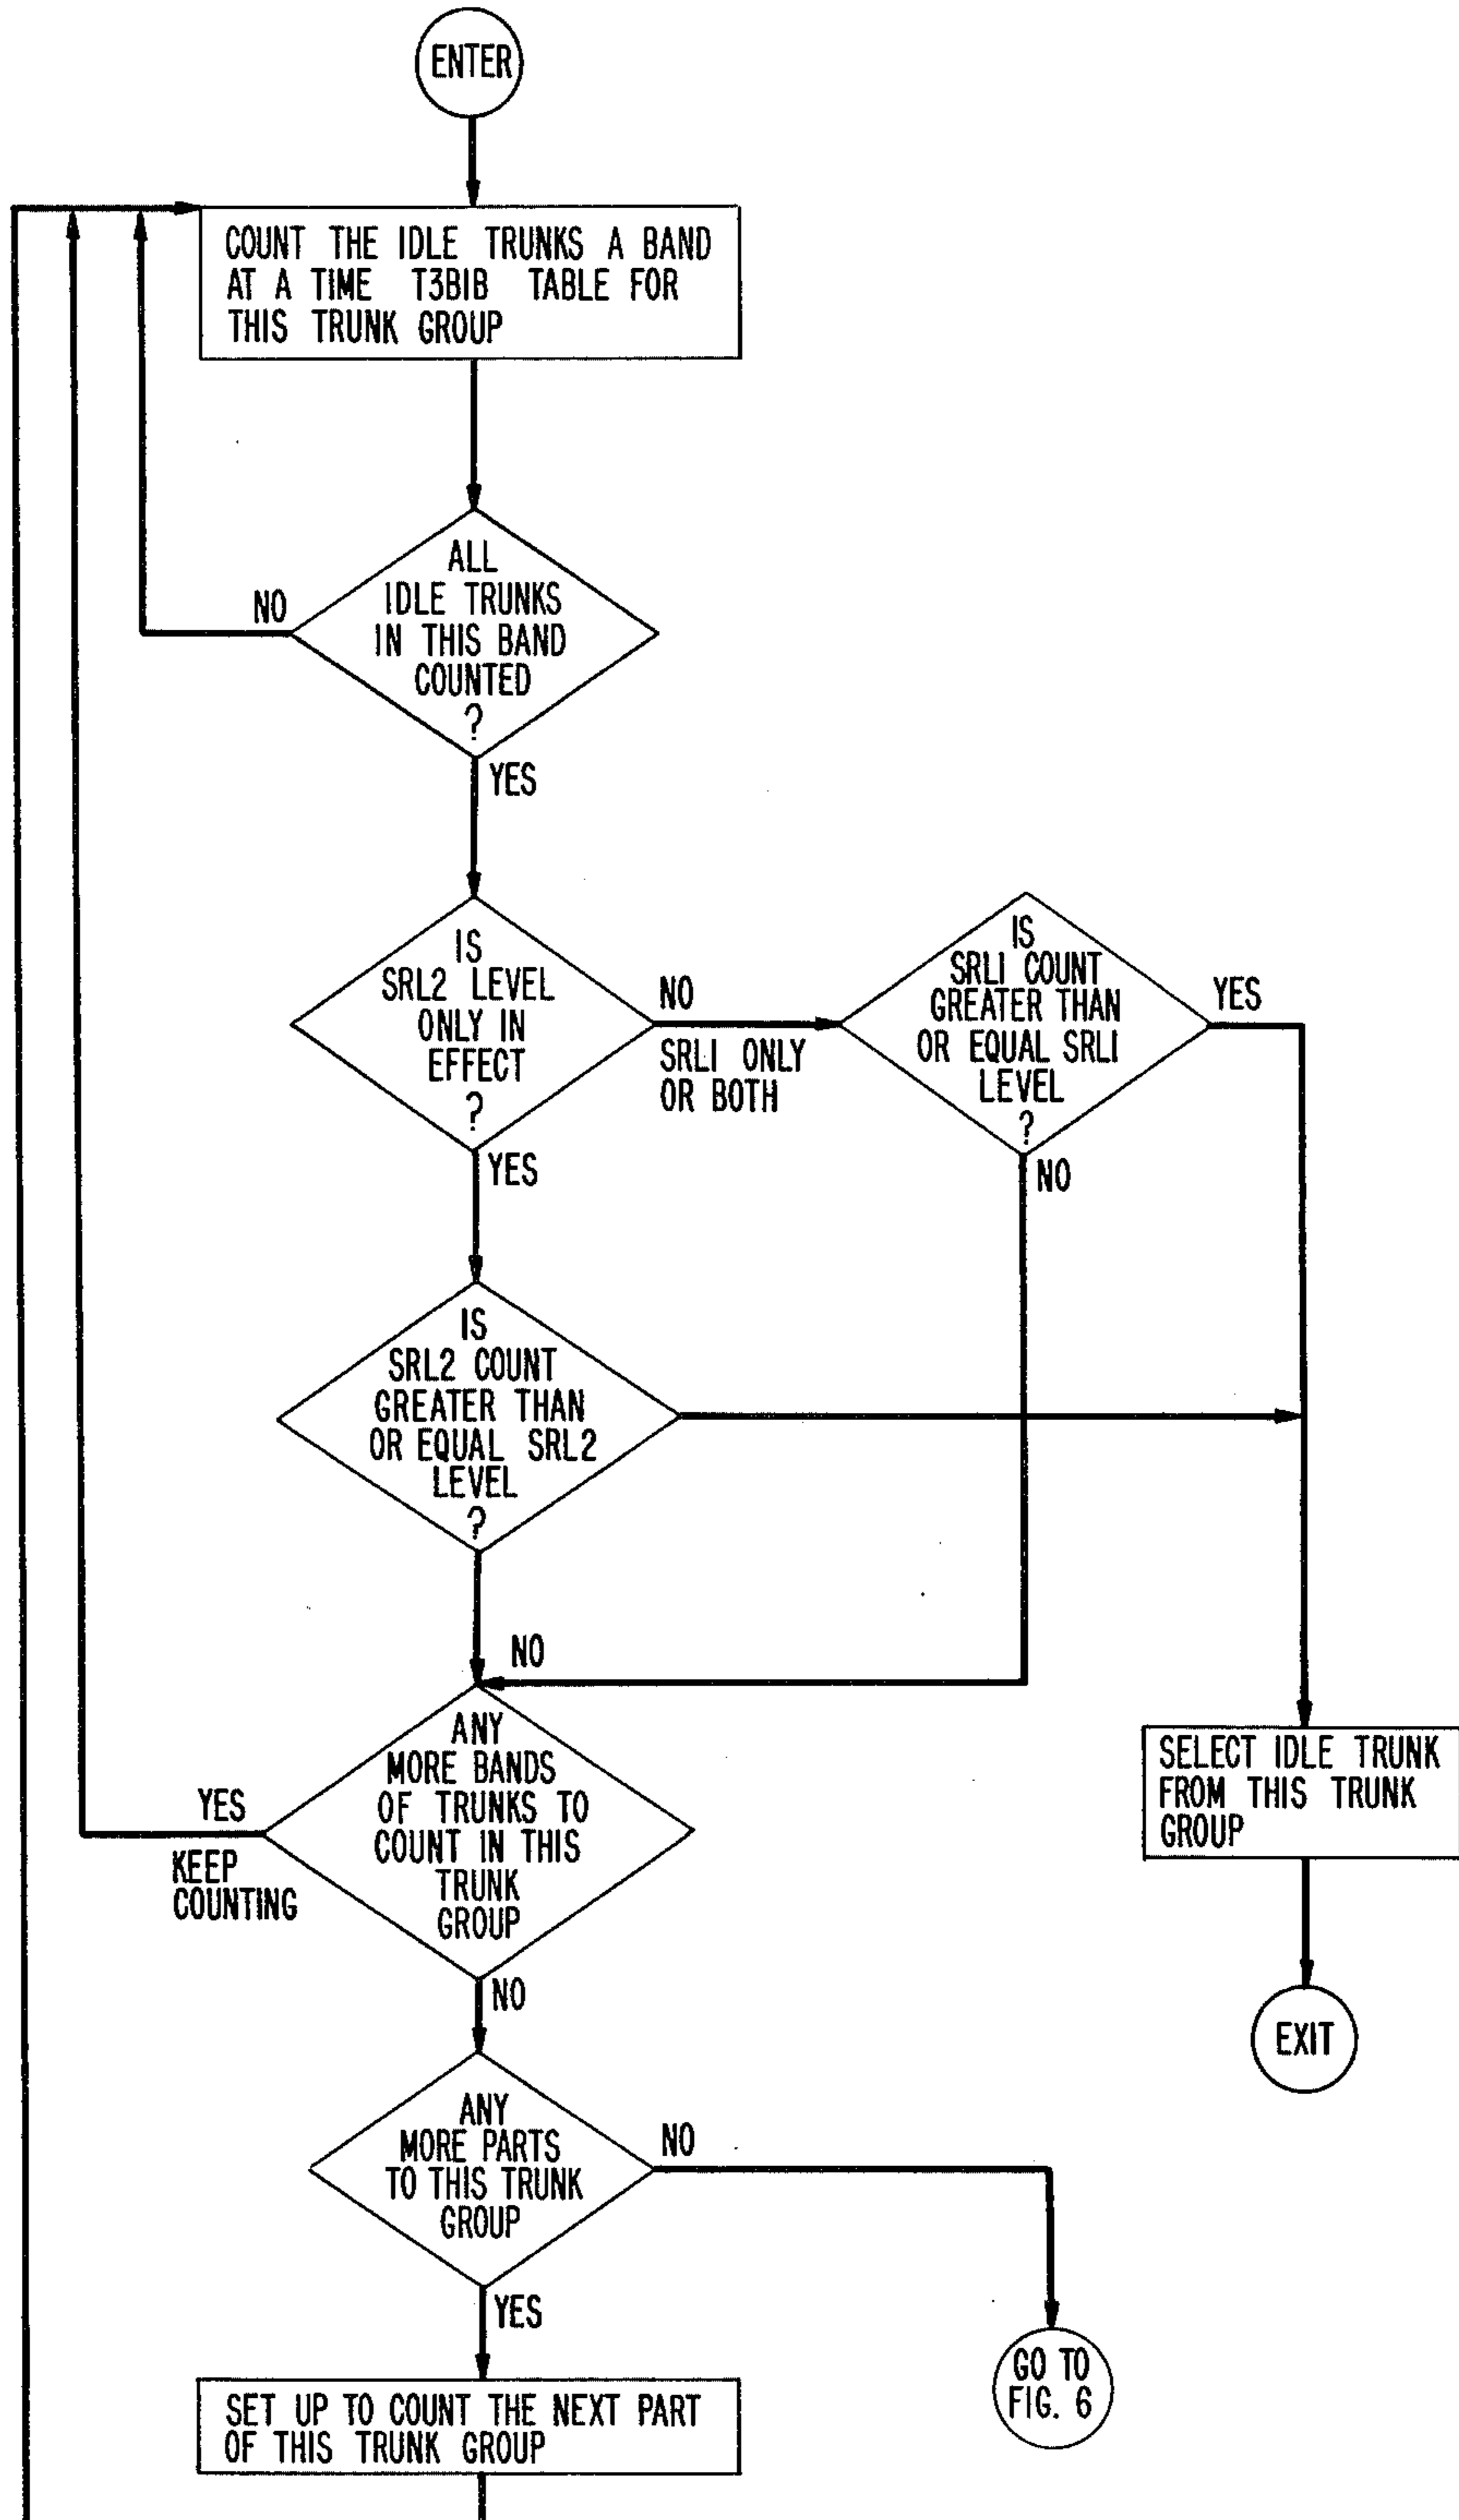 ENTER
COUNT THE IDLE TRUNKS A BAND
AT A TIME T3BIB TABLE FOR
THIS TRUNK GROUP
ALL
IDLE TRUNKS
IN THIS BAND
COUNTED
?
NO
YES
IS
SRL2 LEVEL
ONLY IN
EFFECT
?
NO
SRL1 ONLY
OR BOTH
IS
SRL1 COUNT
GREATER THAN
OR EQUAL SRL1
LEVEL
?
YES
NO
YES
IS
SRL2 COUNT
GREATER THAN
OR EQUAL SRL2
LEVEL
?
NO
ANY
MORE BANDS
OF TRUNKS TO
COUNT IN THIS
TRUNK
GROUP
YES
KEEP
COUNTING
SELECT IDLE TRUNK
FROM THIS TRUNK
GROUP
NO
EXIT
ANY
MORE PARTS
TO THIS TRUNK
GROUP
NO
YES
GO TO
FIG. 6
SET UP TO COUNT THE NEXT PART
OF THIS TRUNK GROUP